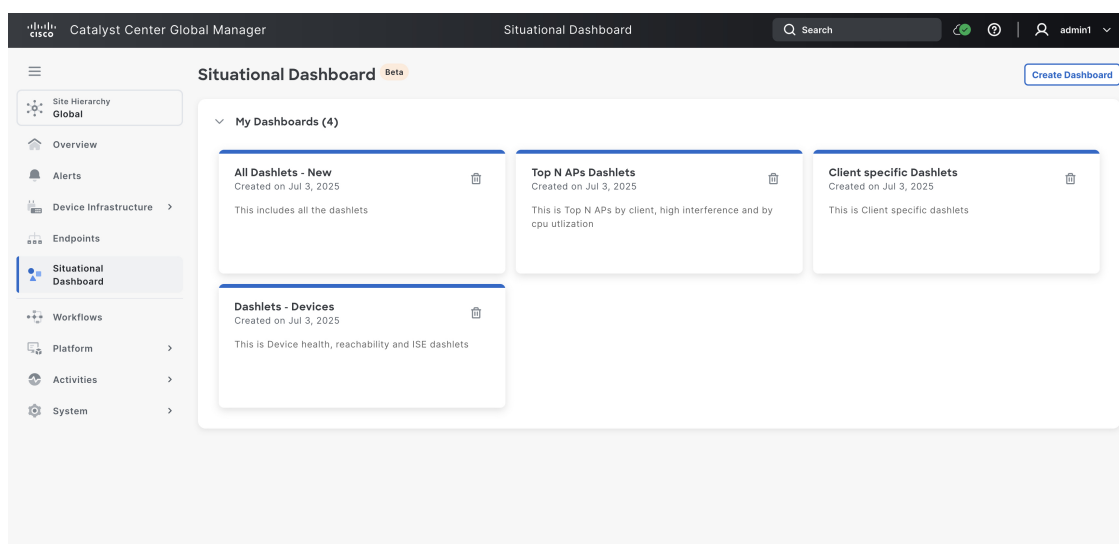 cisco Catalyst Center Global Manager
Situational Dashboard
Search
admin1
Site Hierarchy
Global
Overview
Alerts
Device Infrastructure
Endpoints
Situational
Dashboard
Workflows
Platform
Activities
System
Situational Dashboard Beta
Create Dashboard
My Dashboards (4)
All Dashlets - New
Created on Jul 3, 2025
This includes all the dashlets
Top N APs Dashlets
Created on Jul 3, 2025
This is Top N APs by client, high interference and by
cpu utlization
Client specific Dashlets
Created on Jul 3, 2025
This is Client specific dashlets
Dashlets - Devices
Created on Jul 3, 2025
This is Device health, reachability and ISE dashlets